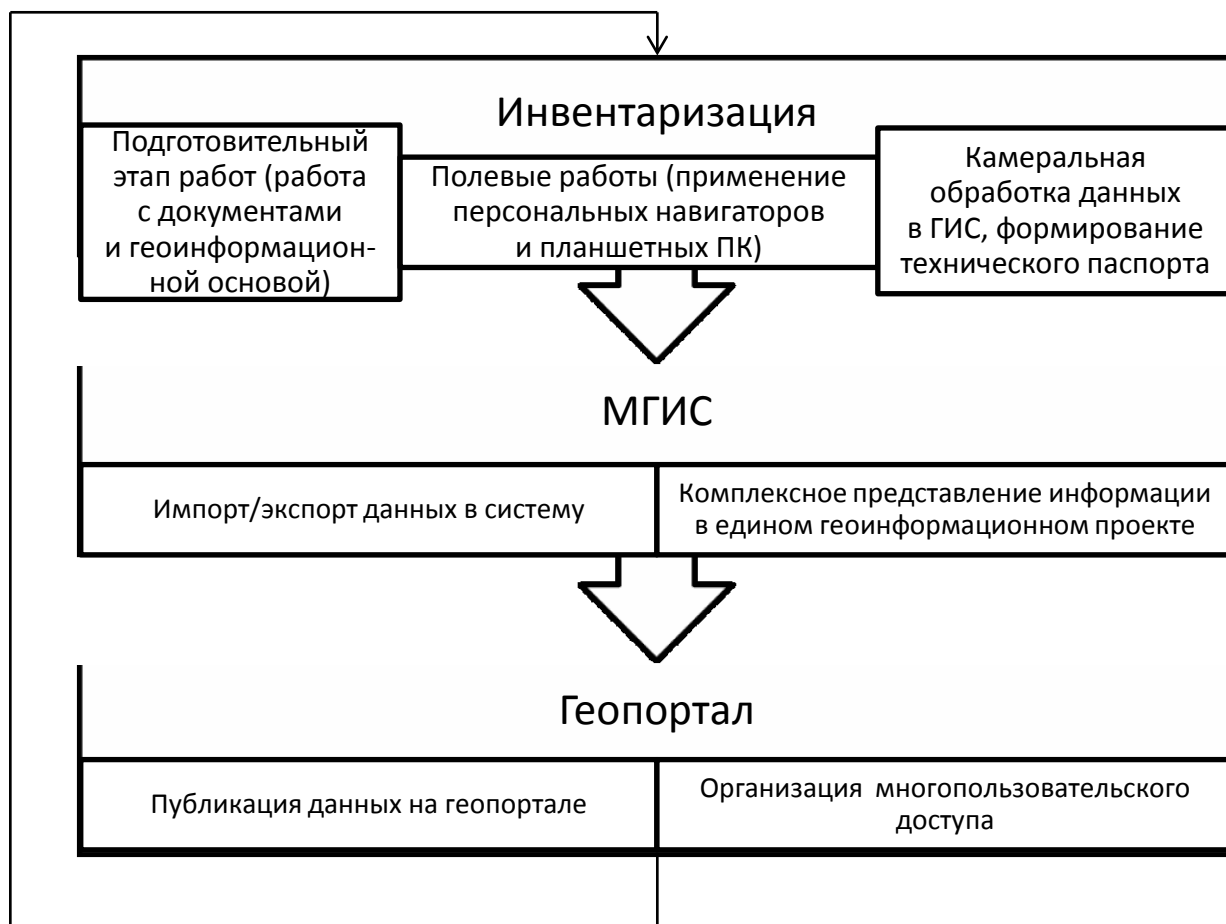 Инвентаризация
Подготовительный
этап работ (работа
с документами
и геоинформацион-
ной основой)
Полевые работы (применение
персональных навигаторов
и планшетных ПК)
Камеральная
обработка данных
в ГИС, формирование
технического паспорта
МГИС
Импорт/экспорт данных в систему
Комплексное представление информации
в едином геоинформационном проекте
Геопортал
Публикация данных на геопортале
Организация многопользовательского
доступа